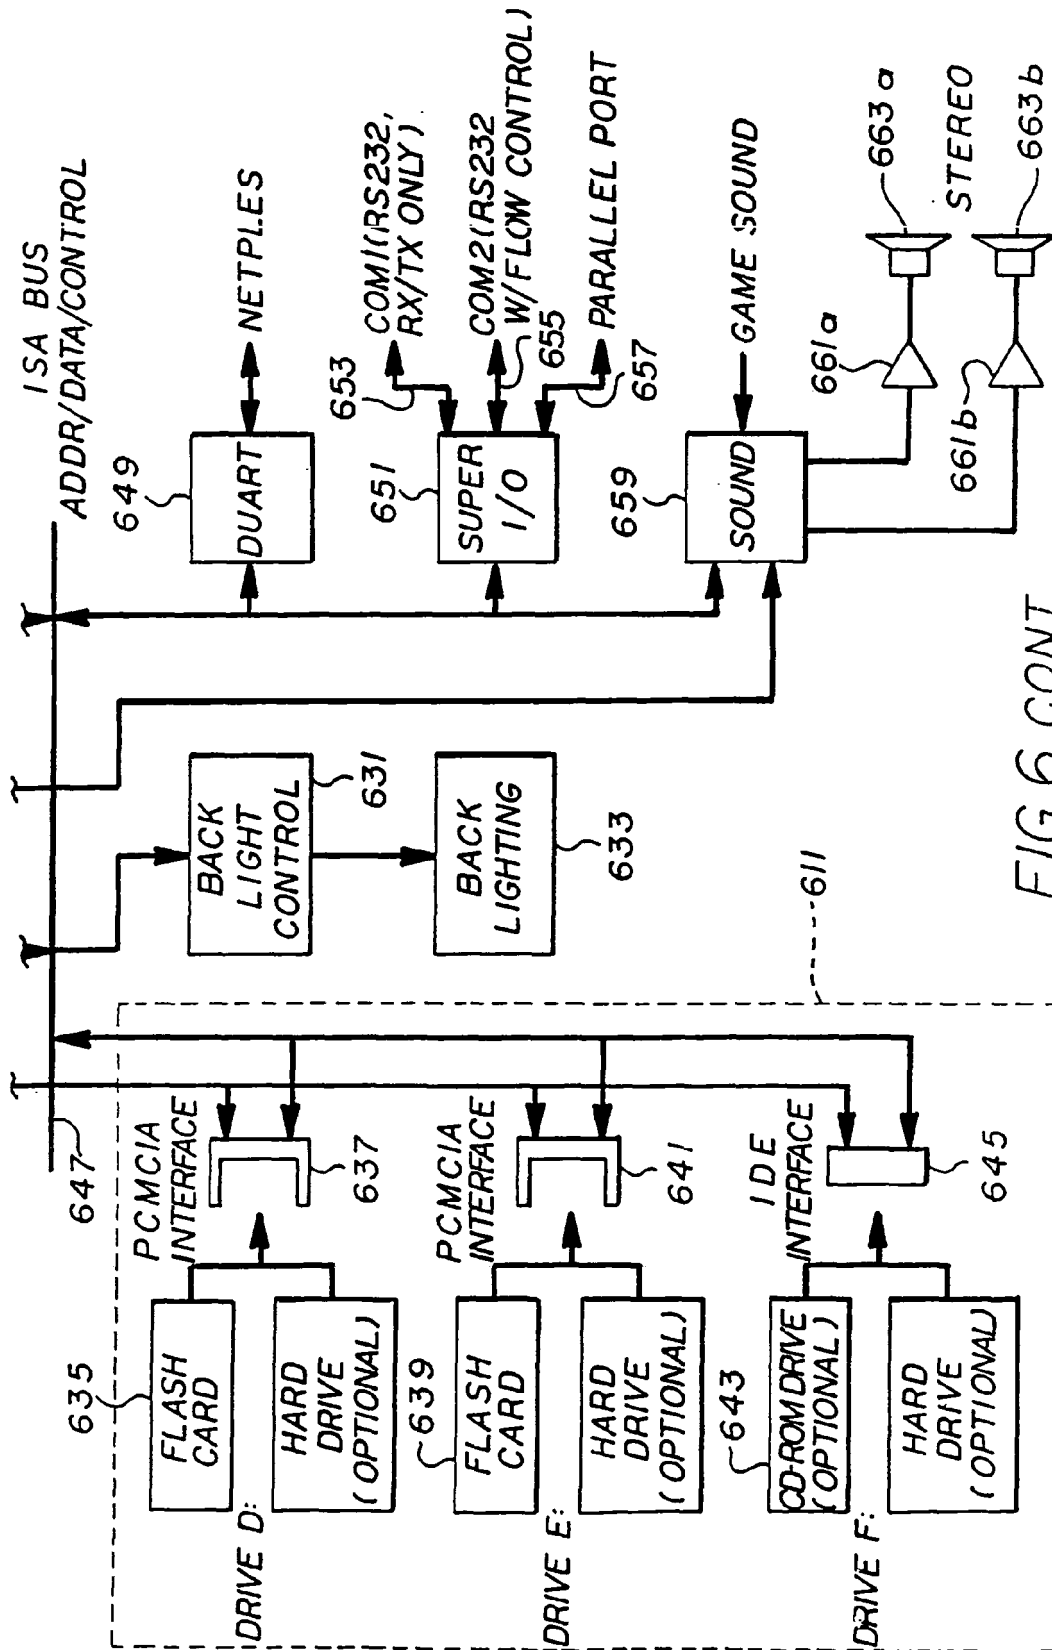 ISA BUS
ADDR/DATA/CONTROL
647
649
DUART
NETPLES
651
SUPER
I/O
653
COM1(RS232,
RX/TX ONLY)
COM2(RS232
W/FLOW CONTROL)
655
PARALLEL PORT
657
659
SOUND
GAME SOUND
661a
661b
663a
STEREO
663b
BACK
LIGHT
CONTROL
631
BACK
LIGHTING
633
611
635
FLASH
CARD
DRIVE D:
HARD
DRIVE
(OPTIONAL)
PCMCIA
INTERFACE
637
639
FLASH
CARD
DRIVE E:
HARD
DRIVE
(OPTIONAL)
PCMCIA
INTERFACE
641
643
CD-ROM DRIVE
(OPTIONAL)
DRIVE F:
HARD
DRIVE
(OPTIONAL)
IDE
INTERFACE
645
FIG 6 CONT